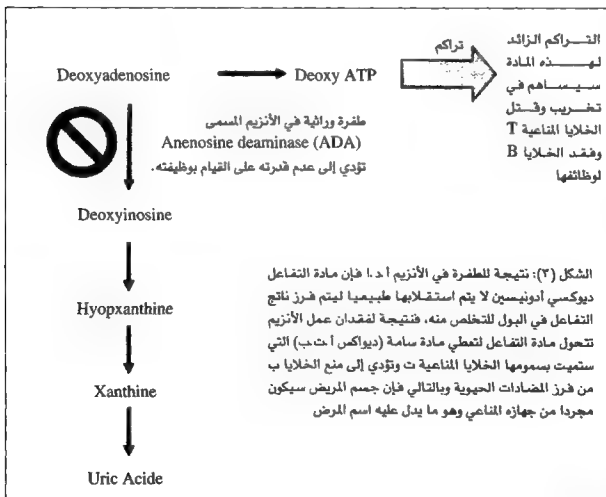 التراكم الزائد
لهذه المادة
سيساهم في
تخريب وقتل
الخلايا المناعية T
وفقد الخلايا B
لوظائفها
تراكم
Deoxyadenosine
Deoxy ATP
طفرة وراثية في الأنزيم المسمى
Anenosine deaminase (ADA)
تؤدي إلى عدم قدرته على القيام بوظيفته.
Deoxyinosine
Hyopxanthine
Xanthine
Uric Acide
الشكل (٣): نتيجة للطفرة في الأنزيم أ د.ا فإن مادة التفاعل
ديوكسي أدونيسين لا يتم استقلابها طبيعيا ليتم فرز ناتج
التفاعل في البول للتخلص منه، فنتيجة لفقدان عمل الأنزيم
تتحول مادة التفاعل لتعطي مادة سامة (ديواكس أ ت ب) التي
ستميت بسمومها الخلايا المناعية ت وتؤدي إلى منع الخلايا ب
من فرز المضادات الحيوية وبالتالي فإن جسم المريض سيكون
مجردا من جهازه المناعي وهو ما يدل عليه اسم المرض